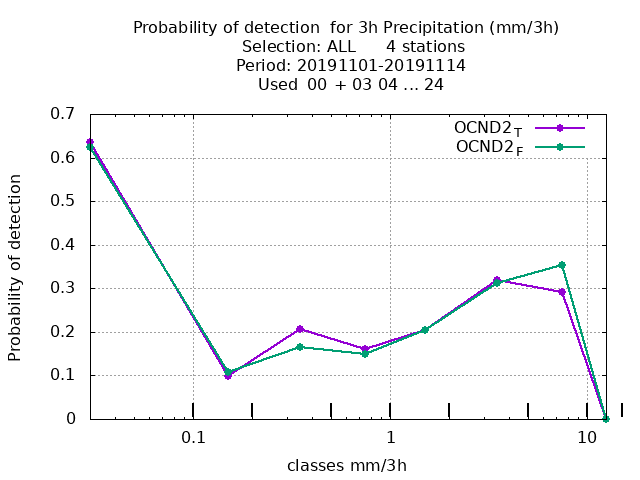 Probability of detection  for 3h Precipitation (mm/3h)
Selection: ALL      4 stations
Period: 20191101-20191114
Used  00  + 03 04 ... 24
0.7
0.6
0.5
0.4
0.3
0.2
0.1
0
Probability of detection
OCND2T
OCND2F
0.1
1
10
classes mm/3h